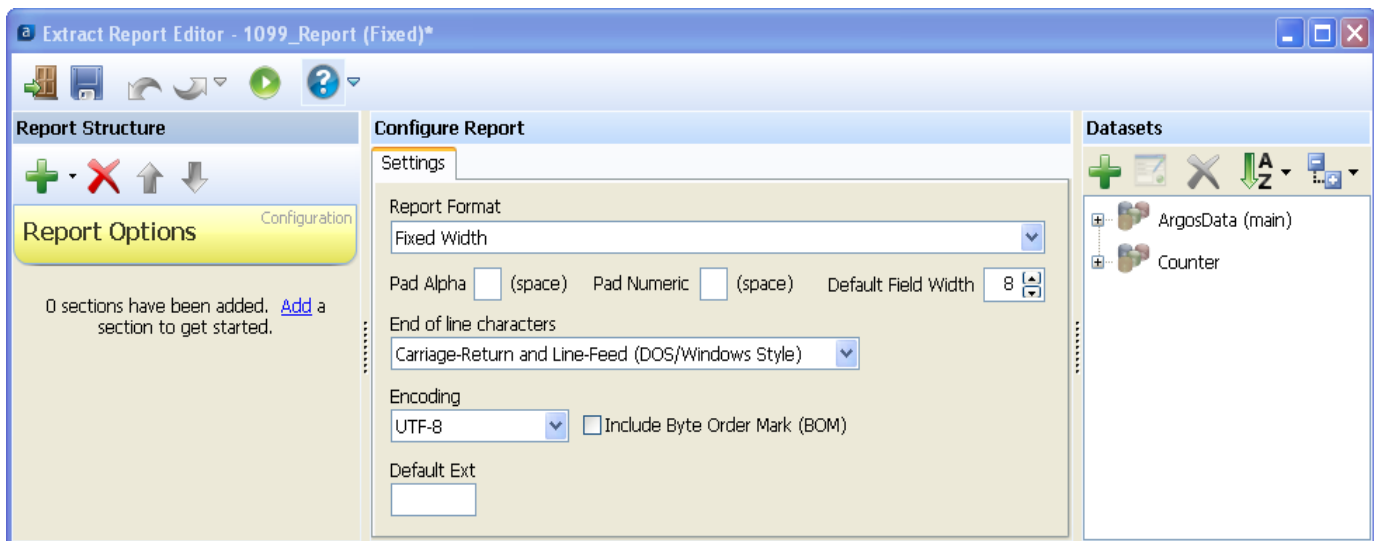 Extract Report Editor - 1099_Report (Fixed)*
Report Structure
Configuration
Report Options
0 sections have been added. Add a
section to get started.
Configure Report
Settings
Report Format
Fixed Width
Pad Alpha (space) Pad Numeric (space) Default Field Width 8
End of line characters
Carriage-Return and Line-Feed (DOS/Windows Style)
Encoding
UTF-8 Include Byte Order Mark (BOM)
Default Ext
Datasets
A
Z
ArgosData (main)
Counter